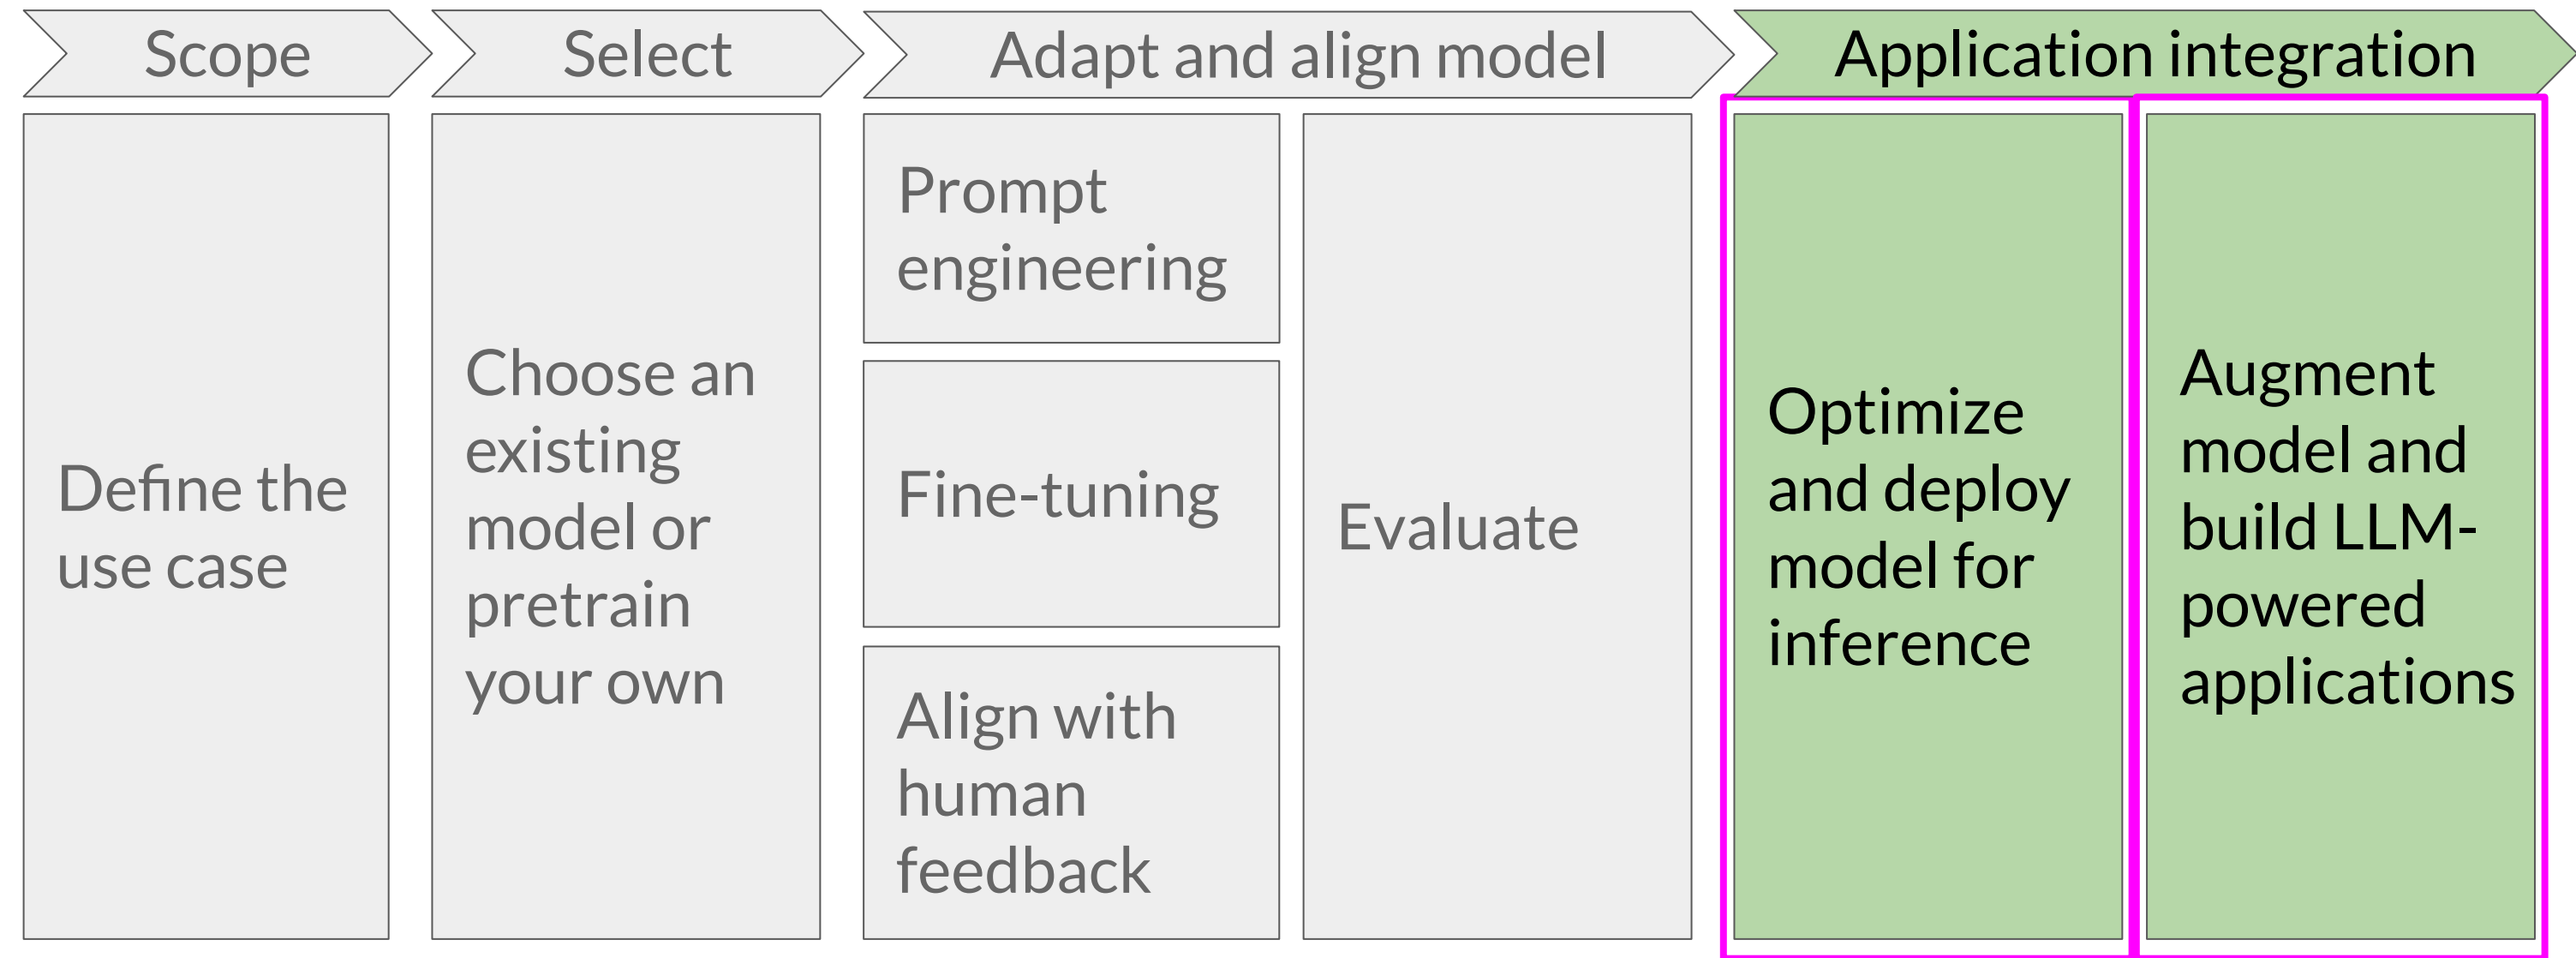 Scope
Select
Adapt and align model
Application integration
Define the
use case
Choose an
existing
model or
pretrain
your own
Prompt
engineering
Fine-tuning
Align with
human
feedback
Evaluate
Optimize
and deploy
model for
inference
Augment
model and
build LLM-
powered
applications